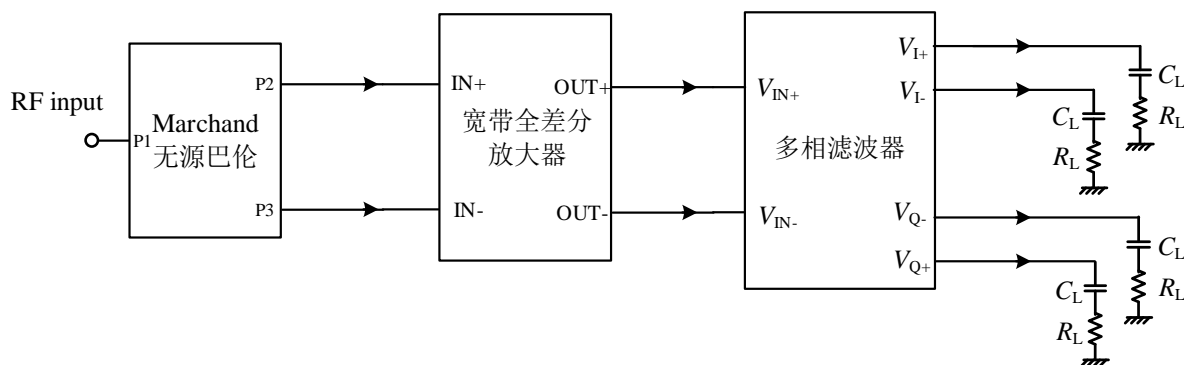 RF input
P1
Marchand
无源巴伦
P2
P3
IN+
IN-
宽带全差分
放大器
OUT+
OUT-
VIN+
VIN-
多相滤波器
VI+
VI-
VQ-
VQ+
CL
RL
CL
RL
CL
RL
CL
RL